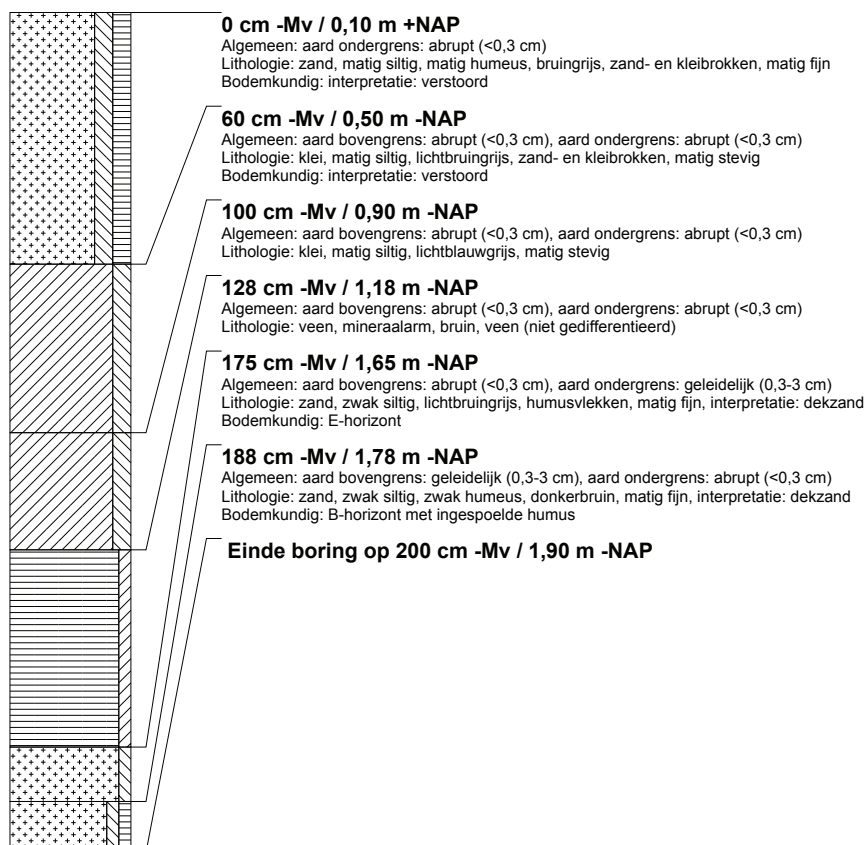 0 cm -Mv / 0,10 m +NAP
Algemeen: aard ondergrens: abrupt (<0,3 cm)
Lithologie: zand, matig siltig, matig humeus, bruingrijs, zand- en kleibrokken, matig fijn
Bodemkundig: interpretatie: verstoord
60 cm -Mv / 0,50 m -NAP
Algemeen: aard bovengrens: abrupt (<0,3 cm), aard ondergrens: abrupt (<0,3 cm)
Lithologie: klei, matig siltig, lichtbruingrijs, zand- en kleibrokken, matig stevig
Bodemkundig: interpretatie: verstoord
100 cm -Mv / 0,90 m -NAP
Algemeen: aard bovengrens: abrupt (<0,3 cm), aard ondergrens: abrupt (<0,3 cm)
Lithologie: klei, matig siltig, lichtblauwgrijs, matig stevig
128 cm -Mv / 1,18 m -NAP
Algemeen: aard bovengrens: abrupt (<0,3 cm), aard ondergrens: abrupt (<0,3 cm)
Lithologie: veen, mineraalarm, bruin, veen (niet gedifferentieerd)
175 cm -Mv / 1,65 m -NAP
Algemeen: aard bovengrens: abrupt (<0,3 cm), aard ondergrens: geleidelijk (0,3-3 cm)
Lithologie: zand, zwak siltig, lichtbruingrijs, humusvlekken, matig fijn, interpretatie: dekzand
Bodemkundig: E-horizont
188 cm -Mv / 1,78 m -NAP
Algemeen: aard bovengrens: geleidelijk (0,3-3 cm), aard ondergrens: abrupt (<0,3 cm)
Lithologie: zand, zwak siltig, zwak humeus, donkerbruin, matig fijn, interpretatie: dekzand
Bodemkundig: B-horizont met ingespoelde humus
Einde boring op 200 cm -Mv / 1,90 m -NAP